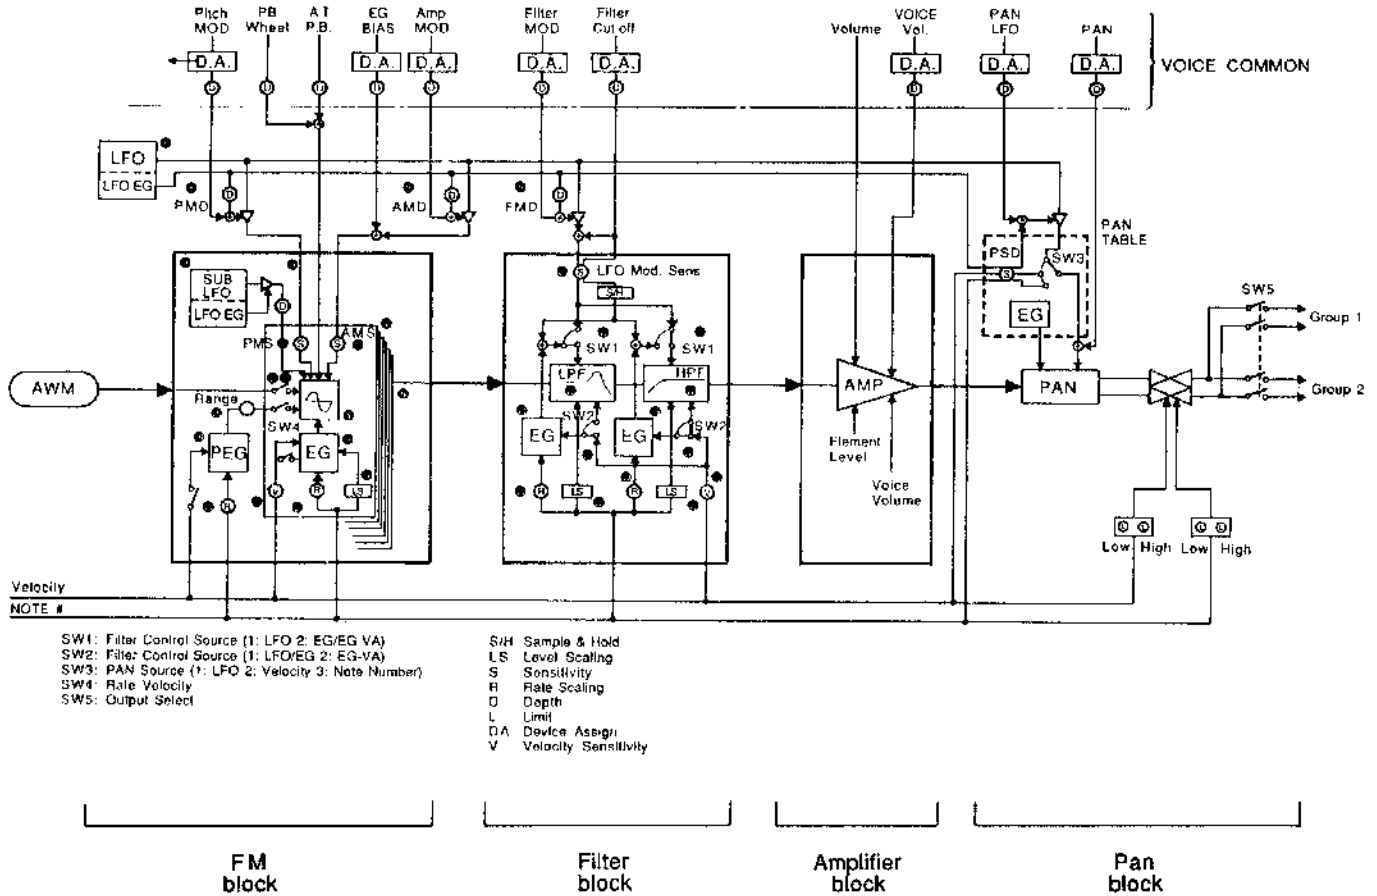 Pitch MOD
PB Wheel
A.T P.B.
EG BIAS
Amp MOD
Filter MOD
Filter Cutoff
Volume
VOICE Vol.
PAN LFO
PAN
D.A.
D.A.
D.A.
D.A.
D.A.
D.A.
D.A.
D.A.
VOICE COMMON
D
D
D
D
D
D
D
D
D
D
LFO
LFO EG
D
D
D
PMD
AMD
FMD
PAN TABLE
PSD
SW3
S
EG
SUB LFO
LFO EG
D
PMS
S
S
AMS
S
LFO Mod. Sens
S/H
SW1
SW1
SW5
Group 1
Group 2
AWM
Range
SW4
PEG
EG
LPF
HPF
SW2
SW2
EG
EG
AMP
PAN
Element Level
Voice Volume
R
V
R
LS
R
LS
R
LS
V
L L
L L
Low High
Low High
Velocity
NOTE #
SW1: Filter Control Source (1: LFO 2: EG/EG VA)
SW2: Filter Control Source (1: LFO/EG 2: EG-VA)
SW3: PAN Source (1: LFO 2: Velocity 3: Note Number)
SW4: Rate Velocity
SW5: Output Select
S/H Sample & Hold
LS Level Scaling
S Sensitivity
R Rate Scaling
D Depth
L Limit
DA Device Assign
V Velocity Sensitivity
FM block
Filter block
Amplifier block
Pan block